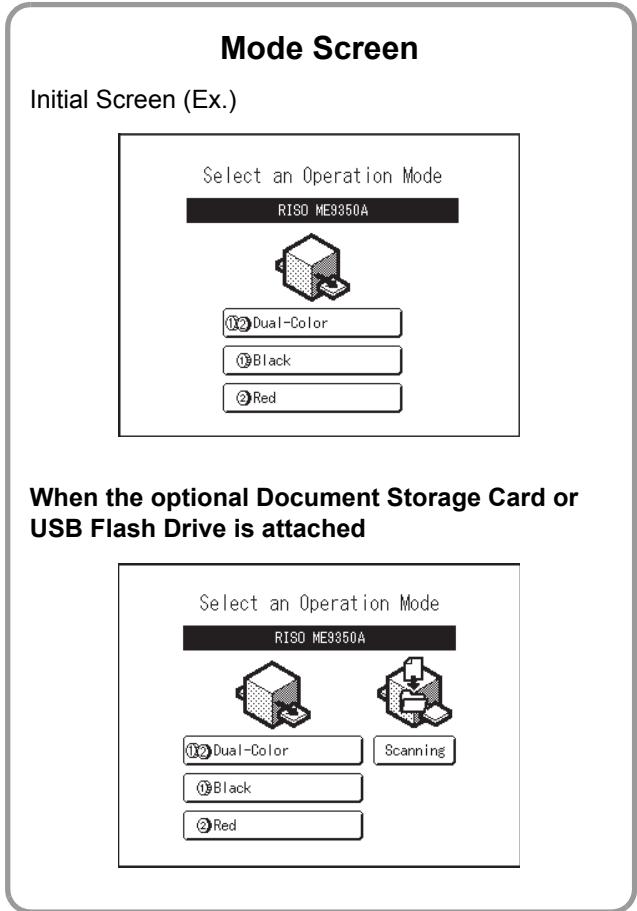 Mode Screen
Initial Screen (Ex.)
Select an Operation Mode
RISO ME9350A
①②Dual-Color
①Black
②Red
When the optional Document Storage Card or
USB Flash Drive is attached
Select an Operation Mode
RISO ME9350A
①②Dual-Color Scanning
①Black
②Red